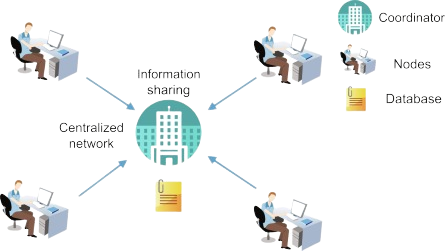 Coordinator
Information
sharing
Nodes
Database
Centralized
network